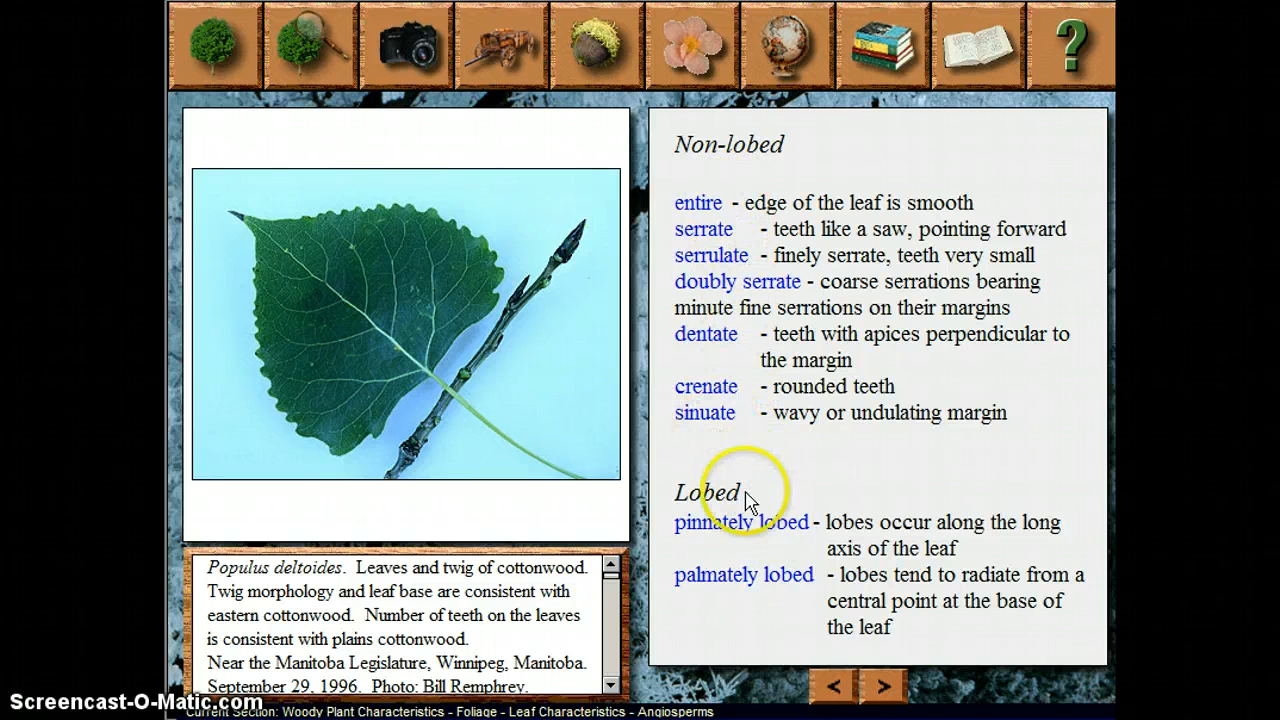 Non-lobed
entire - edge of the leaf is smooth
serrate - teeth like a saw, pointing forward
serrulate - finely serrate, teeth very small
doubly serrate - coarse serrations bearing
minute fine serrations on their margins
dentate - teeth with apices perpendicular to
the margin
crenate - rounded teeth
sinuate - wavy or undulating margin
Lobed
pinnately lobed - lobes occur along the long
axis of the leaf
palmately lobed - lobes tend to radiate from a
central point at the base of
the leaf
Populus deltoides. Leaves and twig of cottonwood.
Twig morphology and leaf base are consistent with
eastern cottonwood. Number of teeth on the leaves
is consistent with plains cottonwood.
Near the Manitoba Legislature, Winnipeg, Manitoba.
September 29, 1996 Photo: Bill Remphrey.
< >
Screencast-O-Matic.com
Current Section: Woody Plant Characteristics - Foliage - Leaf Characteristics - Angiosperms